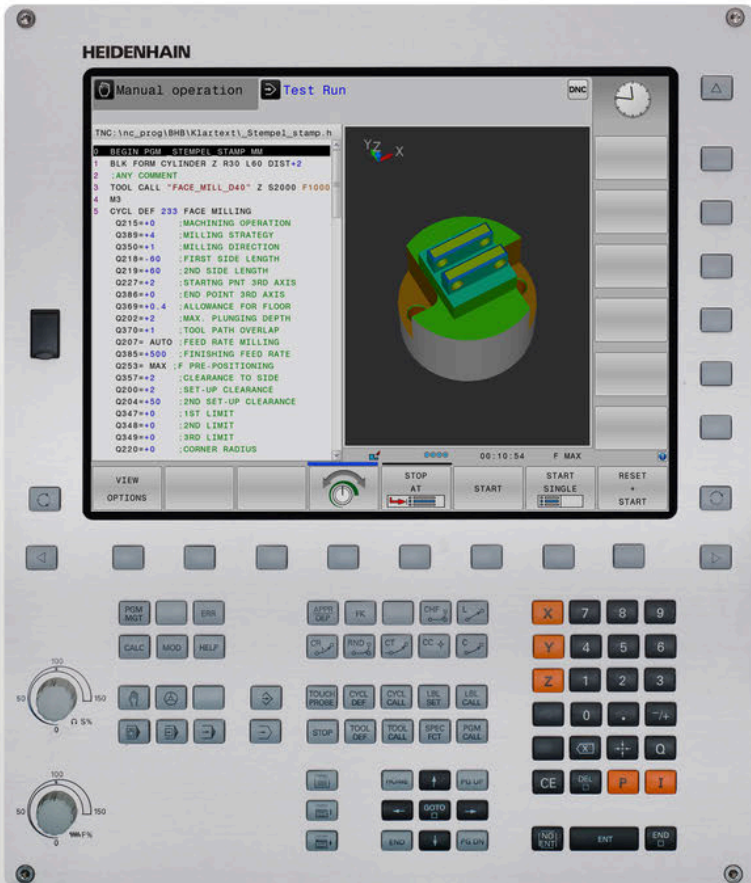 HEIDENHAIN
Manual operation
Test Run
DNC
TNC:\nc_prog\BHB\Klartext\_Stempel_stamp.h
0 BEGIN PGM _STEMPEL_STAMP MM
1 BLK FORM CYLINDER Z R30 L60 DIST+2
2 ;ANY COMMENT
3 TOOL CALL "FACE_MILL_D40" Z S2000 F1000
4 M3
5 CYCL DEF 233 FACE MILLING
Q215=+0 ;MACHINING OPERATION
Q389=+4 ;MILLING STRATEGY
Q350=+1 ;MILLING DIRECTION
Q218=-60 ;FIRST SIDE LENGTH
Q219=+60 ;2ND SIDE LENGTH
Q227=+2 ;STARTNG PNT 3RD AXIS
Q386=+0 ;END POINT 3RD AXIS
Q369=+0.4 ;ALLOWANCE FOR FLOOR
Q202=+2 ;MAX. PLUNGING DEPTH
Q370=+1 ;TOOL PATH OVERLAP
Q207= AUTO ;FEED RATE MILLING
Q385=+500 ;FINISHING FEED RATE
Q253= MAX ;F PRE-POSITIONING
Q357=+2 ;CLEARANCE TO SIDE
Q200=+2 ;SET-UP CLEARANCE
Q204=+50 ;2ND SET-UP CLEARANCE
Q347=+0 ;1ST LIMIT
Q348=+0 ;2ND LIMIT
Q349=+0 ;3RD LIMIT
Q220=+0 ;CORNER RADIUS
Y Z X
00:10:54 F MAX
VIEW
OPTIONS
STOP
AT
START
START
SINGLE
RESET
+
START
PGM
MGT
ERR
CALC
MOD
HELP
APPR
DEP
FK
CHF
L
CR
RND
CT
CC
C
X 7 8 9
Y 4 5 6
Z 1 2 3
0 . -/+
X Q
CE
DEL
P
I
NO
ENT
ENT
END
TOUCH
PROBE
CYCL
DEF
CYCL
CALL
LBL
SET
LBL
CALL
STOP
TOOL
DEF
TOOL
CALL
SPEC
FCT
PGM
CALL
HOME
PG UP
GOTO
END
PG DN
100
50
150
0
S%
100
50
150
0
F%